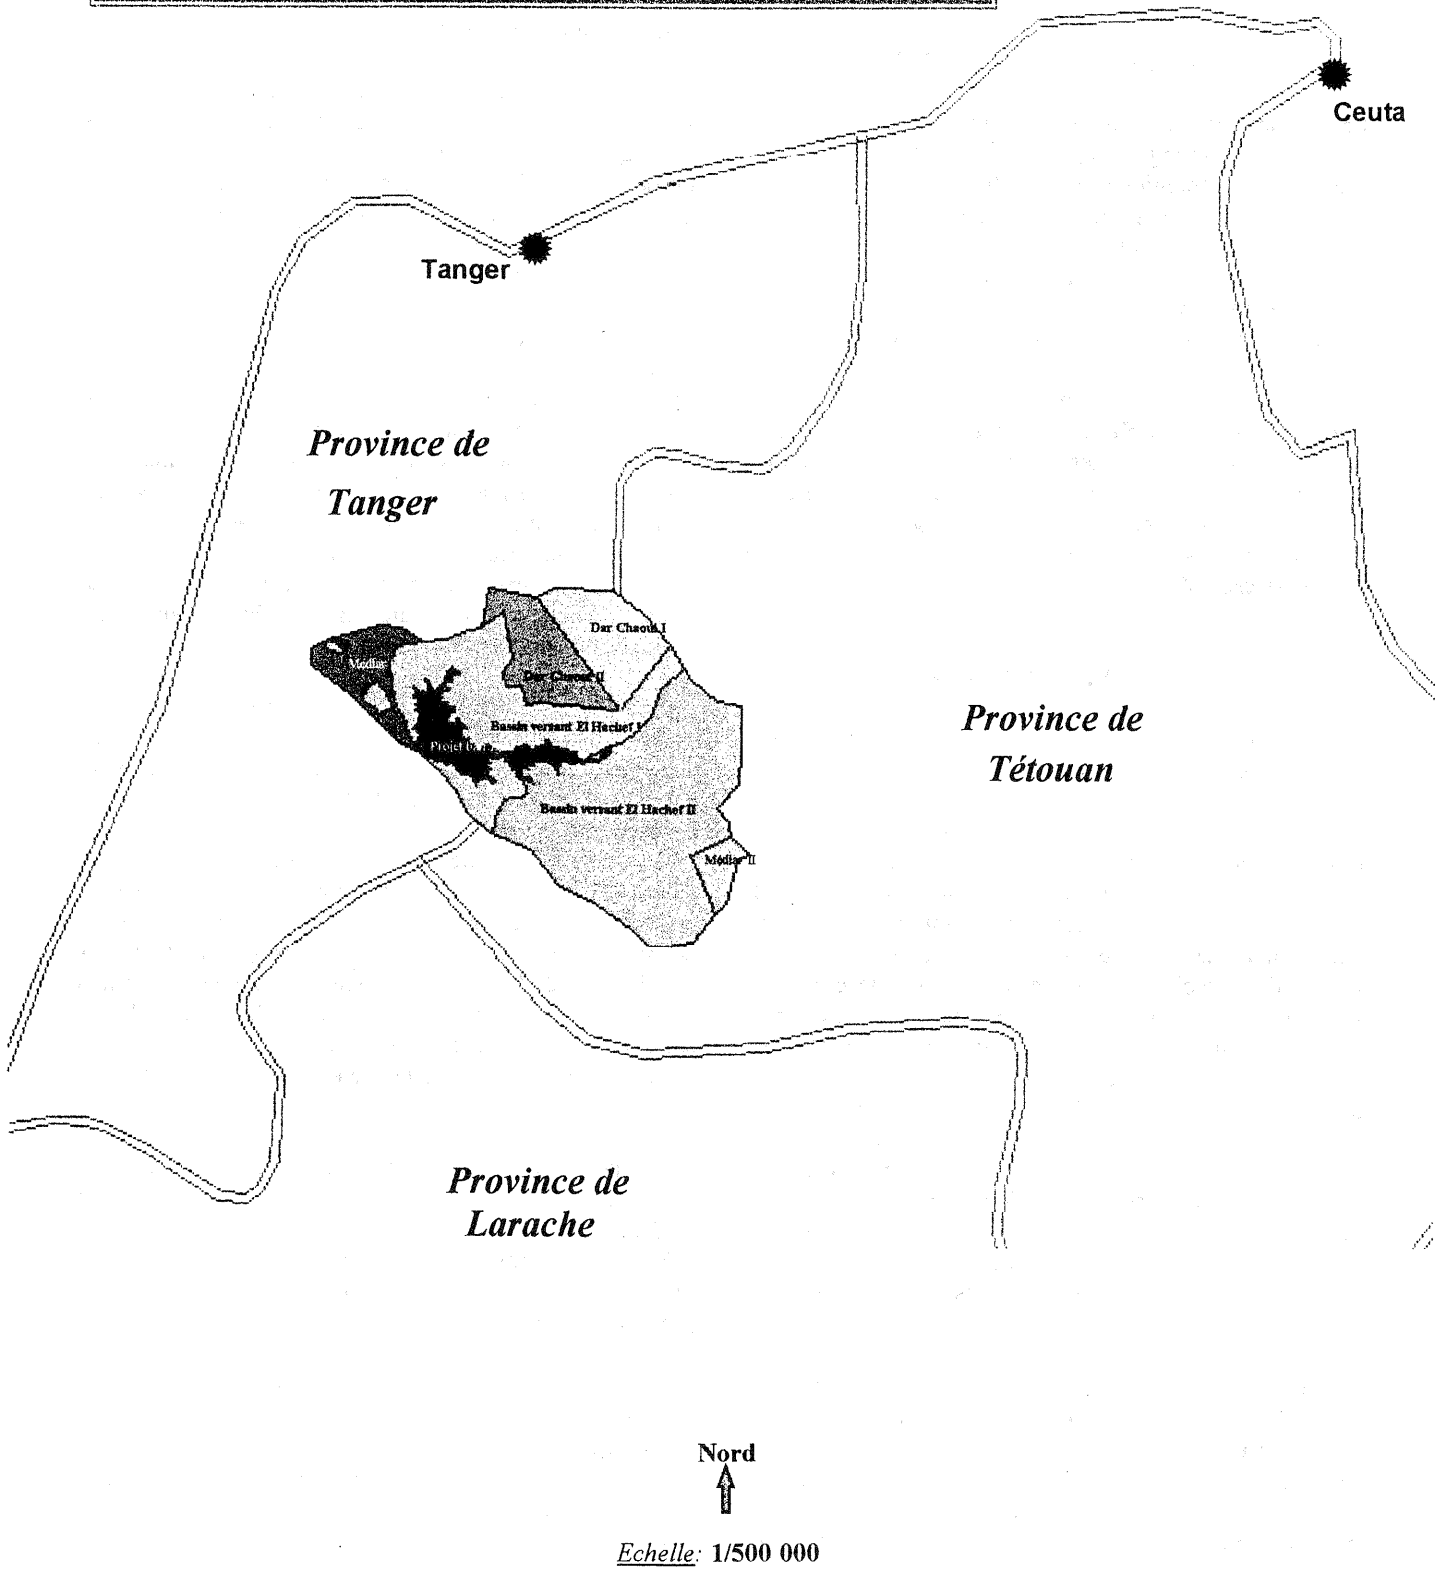 Ceuta
Tanger
Province de
Tanger
Dar Chaoui I
Médiar
Dar Chaoui II
Province de
Tétouan
Bassin versant El Hachef I
Projet
Bassin versant El Hachef II
Médiar II
Province de
Larache
Nord
Echelle: 1/500 000